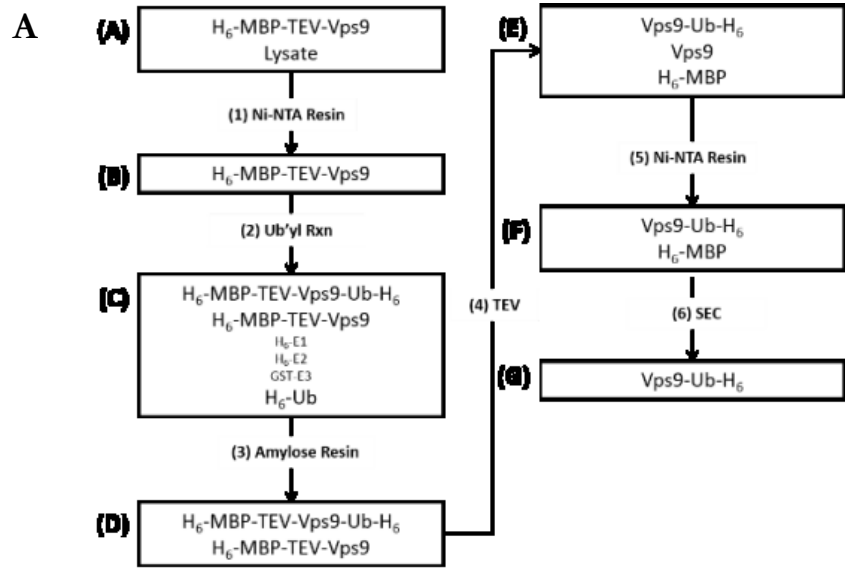 A
(A)
H₆-MBP-TEV-Vps9
Lysate
(1) Ni-NTA Resin
(B)
H₆-MBP-TEV-Vps9
(2) Ub'yl Rxn
(C)
H₆-MBP-TEV-Vps9-Ub-H₆
H₆-MBP-TEV-Vps9
H₆-E1
H₆-E2
GST-E3
H₆-Ub
(3) Amylose Resin
(D)
H₆-MBP-TEV-Vps9-Ub-H₆
H₆-MBP-TEV-Vps9
(4) TEV
(E)
Vps9-Ub-H₆
Vps9
H₆-MBP
(5) Ni-NTA Resin
(F)
Vps9-Ub-H₆
H₆-MBP
(6) SEC
(G)
Vps9-Ub-H₆